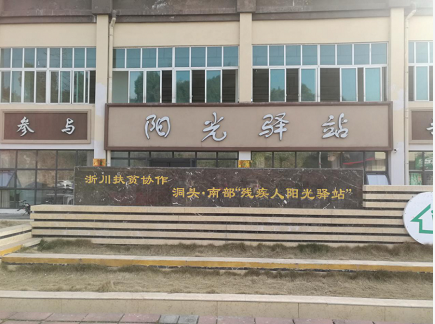 参与
阳光驿站
浙川扶贫协作
洞头·南部“残疾人阳光驿站”